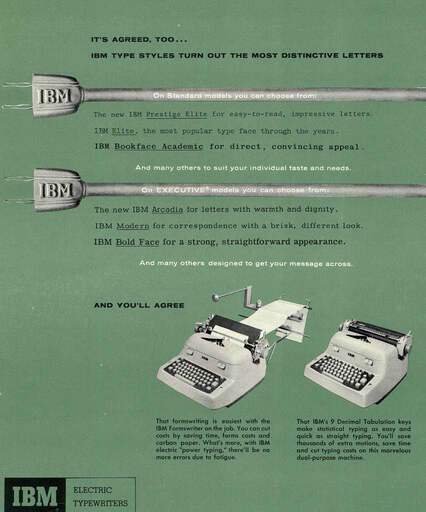 IT'S AGREED, TOO...
IBM TYPE STYLES TURN OUT THE MOST DISTINCTIVE LETTERS
IBM
On Standard models you can choose from:
The new IBM Prestige Elite for easy-to-read, impressive letters.
IBM Elite, the most popular type face through the years.
IBM Bookface Academic for direct, convincing appeal.
And many others to suit your individual taste and needs.
IBM
On EXECUTIVE® models you can choose from:
The new IBM Arcadia for letters with warmth and dignity.
IBM Modern for correspondence with a brisk, different look.
IBM Bold Face for a strong, straightforward appearance.
And many others designed to get your message across.
AND YOU'LL AGREE
That formswriting is easiest with the
IBM Formswriter on the job. You can cut
costs by saving time, forms costs and
carbon paper. What's more, with IBM
electric "power typing," there'll be no
more errors due to fatigue.
That IBM's 9 Decimal Tabulation keys
make statistical typing as easy and
quick as straight typing. You'll save
thousands of extra motions, save time
and cut typing costs on this marvelous
dual-purpose machine.
IBM
ELECTRIC
TYPEWRITERS